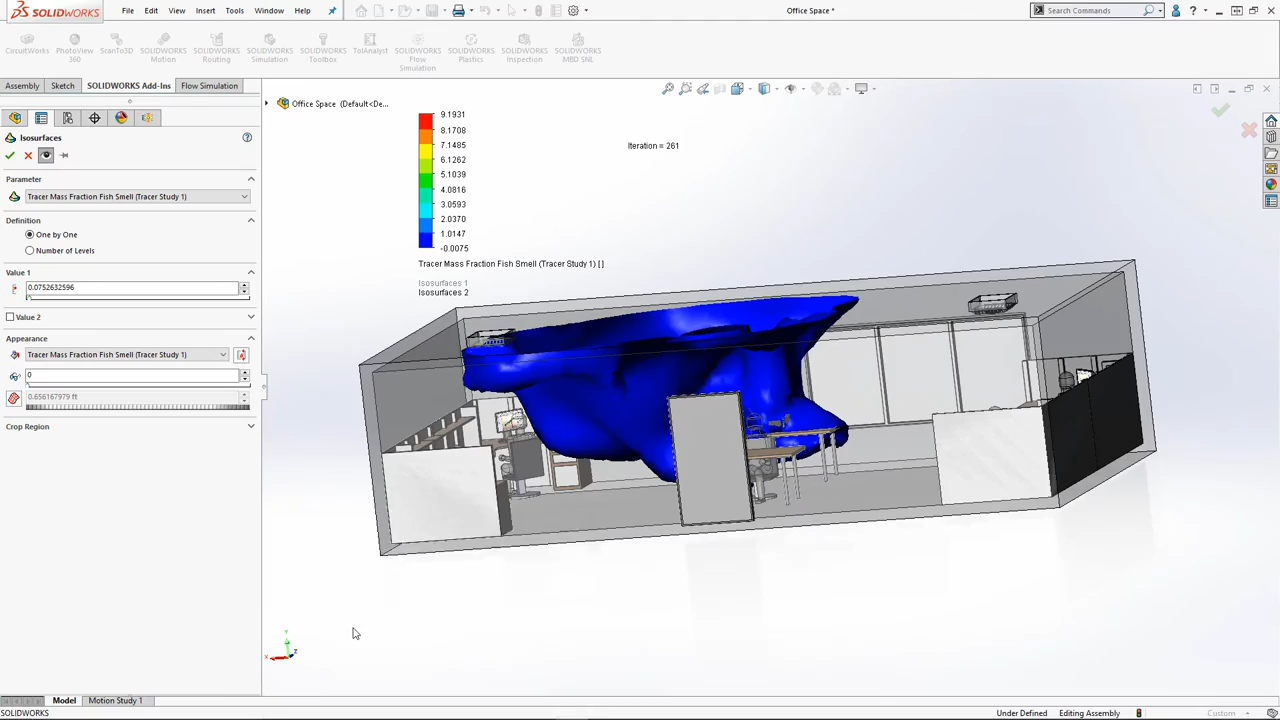 SOLIDWORKS
File Edit View Insert Tools Window Help
Office Space *
Search Commands
CircuitWorks
PhotoView 360
ScanTo3D
SOLIDWORKS Motion
SOLIDWORKS Routing
SOLIDWORKS Simulation
SOLIDWORKS Toolbox
TolAnalyst
SOLIDWORKS Flow Simulation
SOLIDWORKS Plastics
SOLIDWORKS Inspection
SOLIDWORKS MBD SNL
Assembly Sketch SOLIDWORKS Add-Ins Flow Simulation
Office Space (Default<De...
Isosurfaces
Parameter
Tracer Mass Fraction Fish Smell (Tracer Study 1)
Definition
One by One
Number of Levels
Value 1
0.0752632596
Value 2
Appearance
Tracer Mass Fraction Fish Smell (Tracer Study 1)
0
0.656167979 ft
Crop Region
9.1931
8.1708
7.1485
6.1262
5.1039
4.0816
3.0593
2.0370
1.0147
-0.0075
Tracer Mass Fraction Fish Smell (Tracer Study 1) [ ]
Isosurfaces 1
Isosurfaces 2
Iteration = 261
Y
X
Z
Model Motion Study 1
SOLIDWORKS
Under Defined Editing Assembly Custom